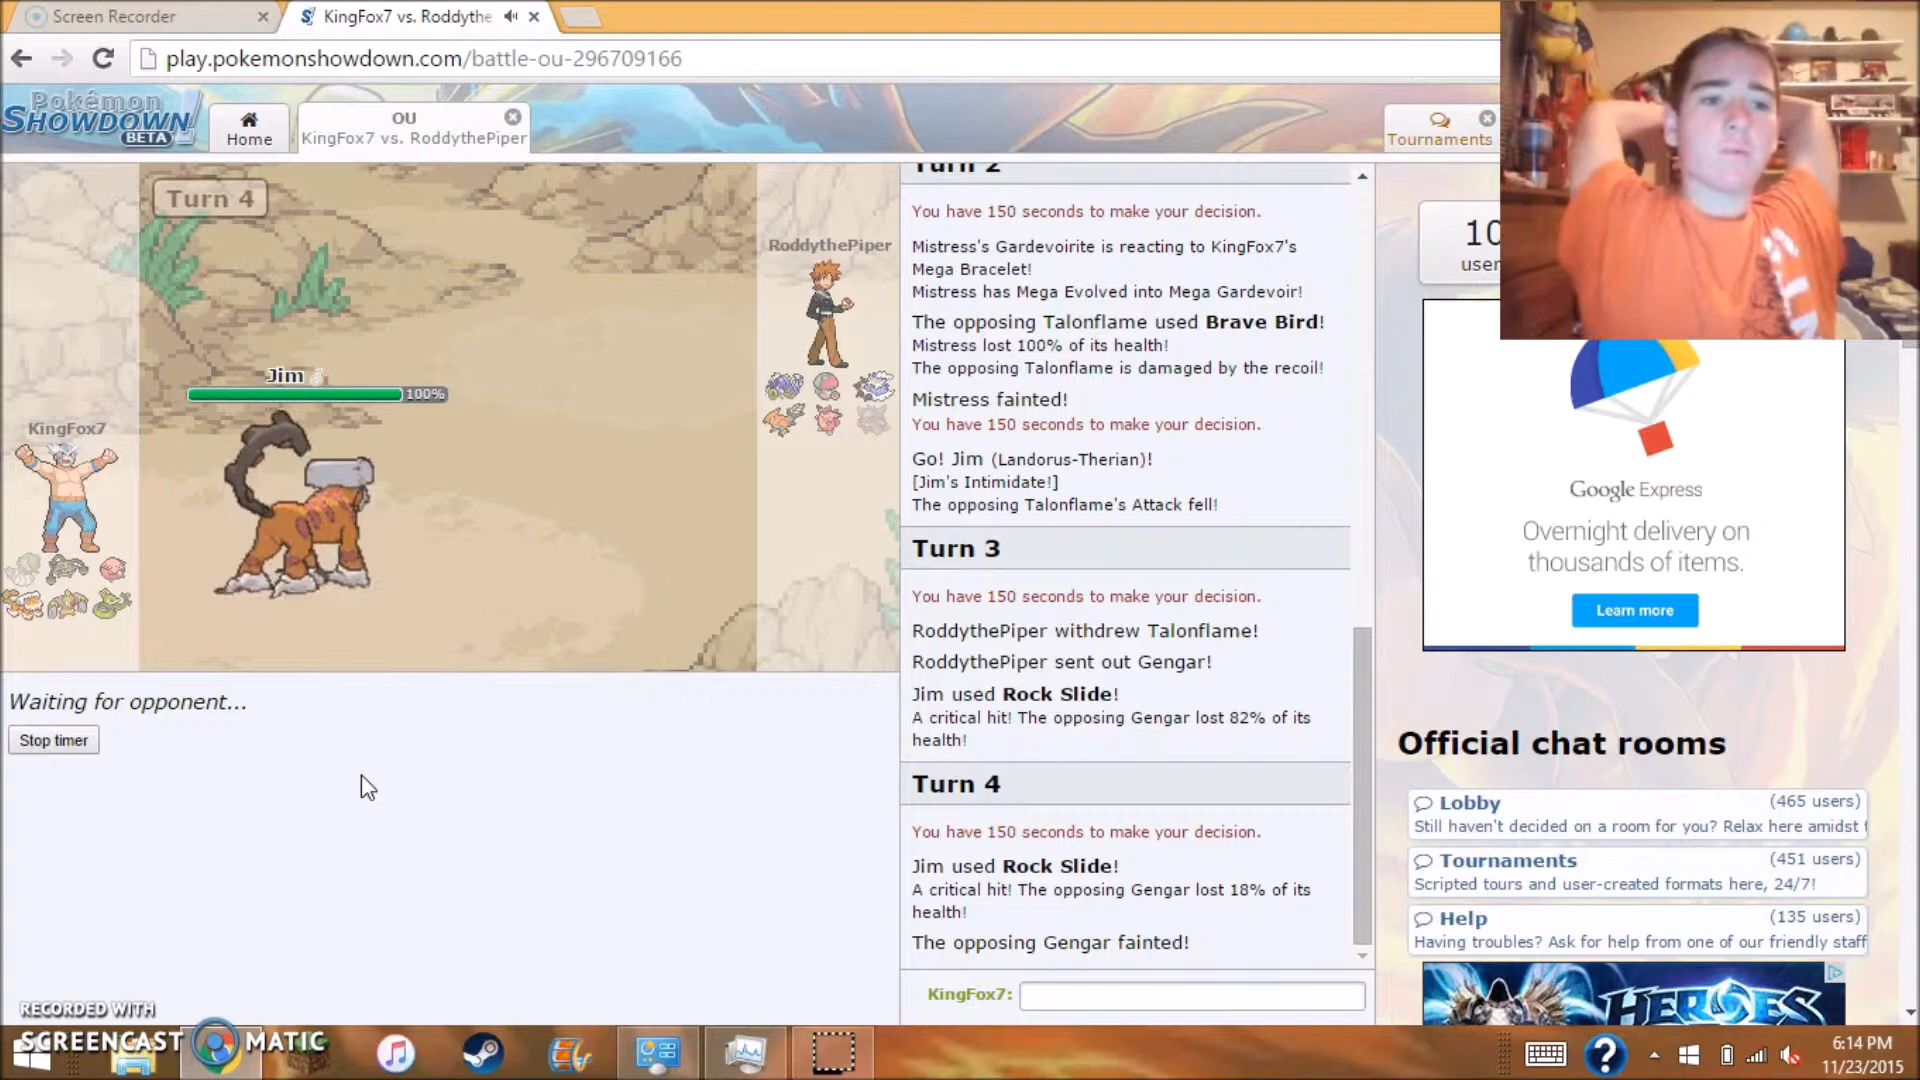 Screen Recorder
KingFox7 vs. Roddythe
play.pokemonshowdown.com/battle-ou-296709166
Pokémon
SHOWDOWN!
BETA
Home
OU
KingFox7 vs. RoddythePiper
Tournaments
Turn 4
RoddythePiper
Jim
100%
KingFox7
Waiting for opponent...
Stop timer
Turn 2
You have 150 seconds to make your decision.
Mistress's Gardevoirite is reacting to KingFox7's
Mega Bracelet!
Mistress has Mega Evolved into Mega Gardevoir!
The opposing Talonflame used Brave Bird!
Mistress lost 100% of its health!
The opposing Talonflame is damaged by the recoil!
Mistress fainted!
You have 150 seconds to make your decision.
Go! Jim (Landorus-Therian)!
[Jim's Intimidate!]
The opposing Talonflame's Attack fell!
Turn 3
You have 150 seconds to make your decision.
RoddythePiper withdrew Talonflame!
RoddythePiper sent out Gengar!
Jim used Rock Slide!
A critical hit! The opposing Gengar lost 82% of its
health!
Turn 4
You have 150 seconds to make your decision.
Jim used Rock Slide!
A critical hit! The opposing Gengar lost 18% of its
health!
The opposing Gengar fainted!
KingFox7:
10
user
Google Express
Overnight delivery on
thousands of items.
Learn more
Official chat rooms
Lobby (465 users)
Still haven't decided on a room for you? Relax here amidst
Tournaments (451 users)
Scripted tours and user-created formats here, 24/7!
Help (135 users)
Having troubles? Ask for help from one of our friendly staff
HEROES
RECORDED WITH
SCREENCAST MATIC
6:14 PM
11/23/2015